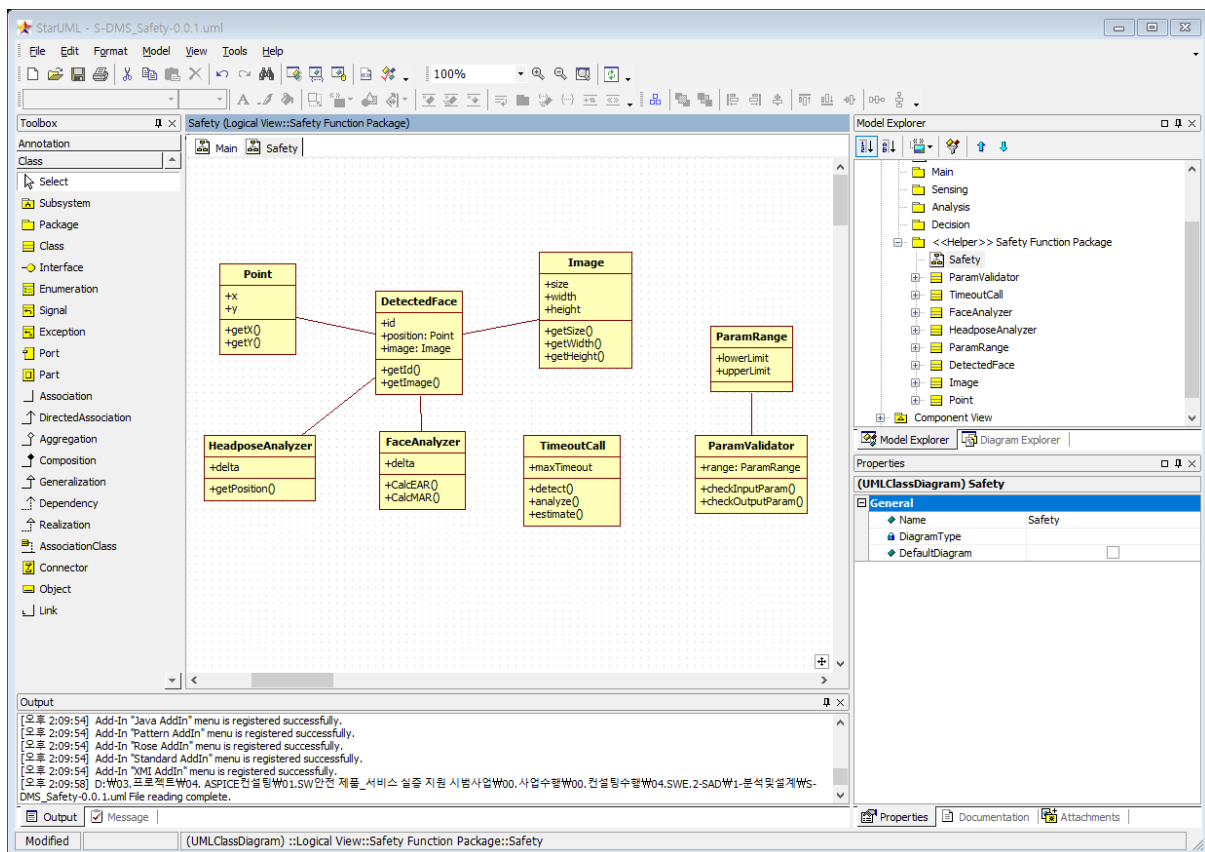 StarUML - S-DMS_Safety-0.0.1.uml
File Edit Format Model View Tools Help
100%
Toolbox
Annotation
Class
Select
Subsystem
Package
Class
Interface
Enumeration
Signal
Exception
Port
Part
Association
DirectedAssociation
Aggregation
Composition
Generalization
Dependency
Realization
AssociationClass
Connector
Object
Link
Safety (Logical View::Safety Function Package)
Main Safety
Point
+x
+y
+getX()
+getY()
DetectedFace
+id
+position: Point
+image: Image
+getId()
+getImage()
Image
+size
+width
+height
+getSize()
+getWidth()
+getHeight()
ParamRange
+lowerLimit
+upperLimit
HeadposeAnalyzer
+delta
+getPosition()
FaceAnalyzer
+delta
+CalcEAR()
+CalcMAR()
TimeoutCall
+maxTimeout
+detect()
+analyze()
+estimate()
ParamValidator
+range: ParamRange
+checkInputParam()
+checkOutputParam()
Model Explorer
Main
Sensing
Analysis
Decision
<<Helper>> Safety Function Package
Safety
ParamValidator
TimeoutCall
FaceAnalyzer
HeadposeAnalyzer
ParamRange
DetectedFace
Image
Point
Component View
Model Explorer Diagram Explorer
Properties
(UMLClassDiagram) Safety
General
Name Safety
DiagramType
DefaultDiagram
Properties Documentation Attachments
Output
[오후 2:09:54] Add-In "Java AddIn" menu is registered successfully.
[오후 2:09:54] Add-In "Pattern AddIn" menu is registered successfully.
[오후 2:09:54] Add-In "Rose AddIn" menu is registered successfully.
[오후 2:09:54] Add-In "Standard AddIn" menu is registered successfully.
[오후 2:09:54] Add-In "XMI AddIn" menu is registered successfully.
[오후 2:09:58] D:₩03.프로젝트₩04. ASPICE컨설팅₩01.SW안전 제품_서비스 실증 지원 시범사업₩00.사업수행₩00.컨설팅수행₩04.SWE.2-SAD₩1-분석및설계₩S-
DMS_Safety-0.0.1.uml File reading complete.
Output Message
Modified (UMLClassDiagram) ::Logical View::Safety Function Package::Safety